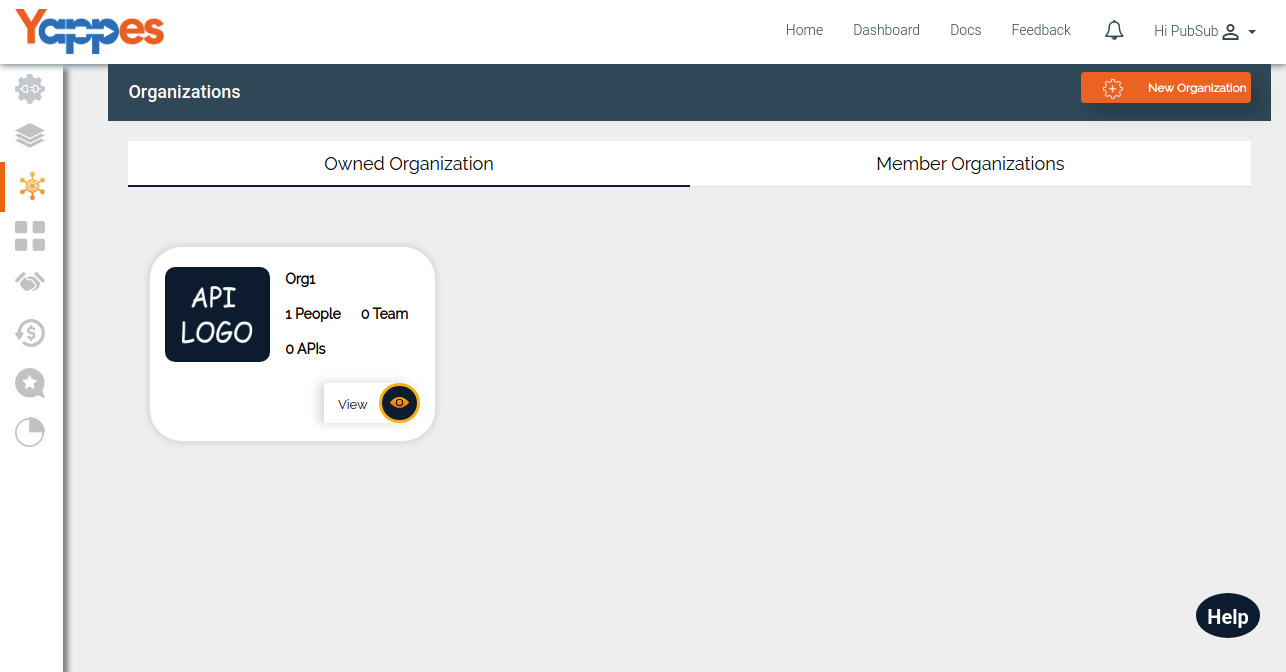 Yappes
Home Dashboard Docs Feedback Hi PubSub
Organizations
New Organization
Owned Organization Member Organizations
API
LOGO
Org1
1 People 0 Team
0 APIs
View
Help